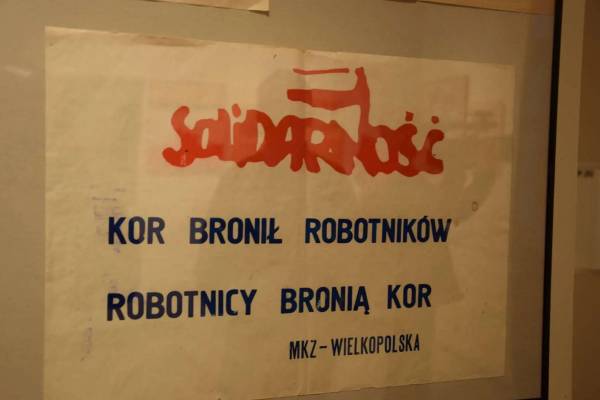 SOLIDARNOŚĆ
KOR BRONIŁ ROBOTNIKÓW
ROBOTNICY BRONIĄ KOR
MKZ – WIELKOPOLSKA